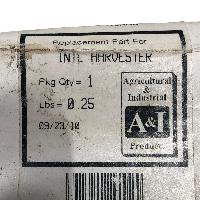 Replacement Part For
INTL HARVESTER
Pkg Qty = 1
Lbs = 0.25
09/23/10
Agricultural
& Industrial
A&I
Products